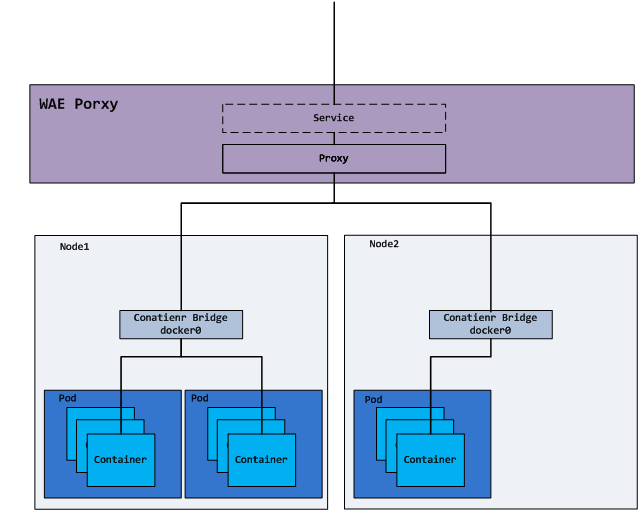 WAE Porxy
Service
Proxy
Node1
Node2
Conatienr Bridge
docker0
Conatienr Bridge
docker0
Pod
Pod
Pod
Container
Container
Container